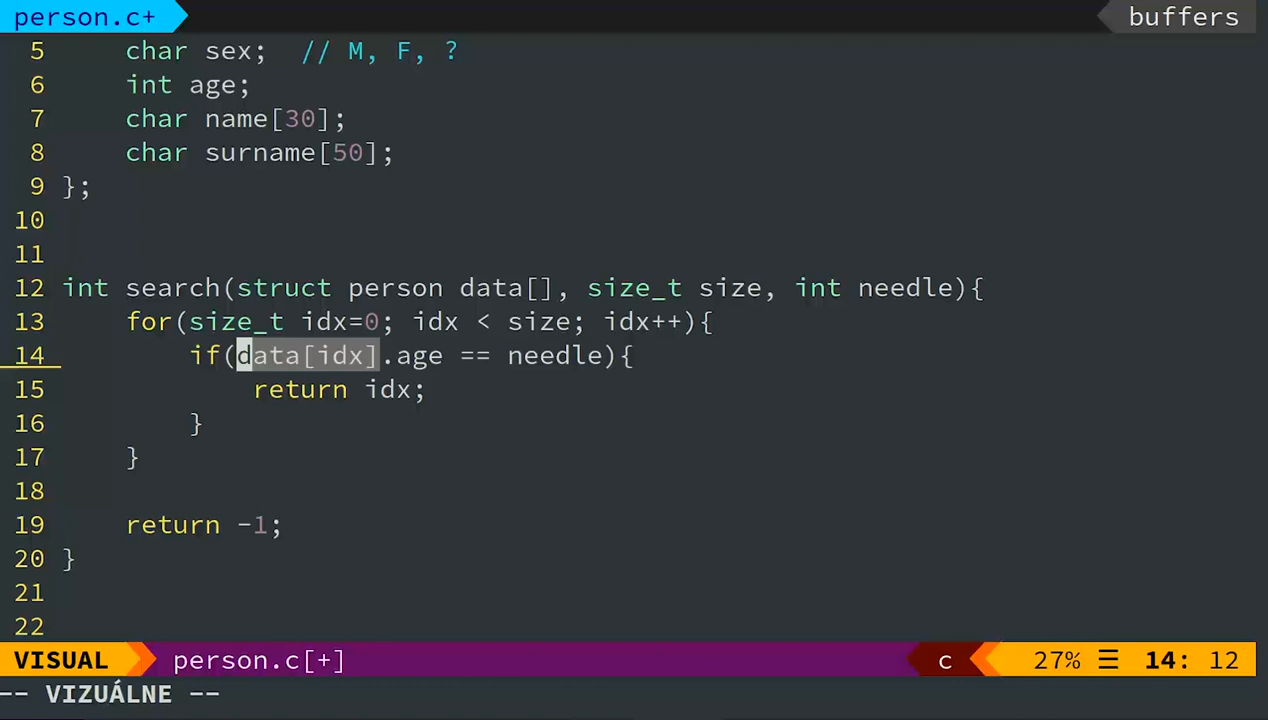 person.c+ buffers
5 char sex; // M, F, ?
6 int age;
7 char name[30];
8 char surname[50];
9 };
10
11
12 int search(struct person data[], size_t size, int needle){
13 for(size_t idx=0; idx < size; idx++){
14 if(data[idx].age == needle){
15 return idx;
16 }
17 }
18
19 return -1;
20 }
21
22
VISUAL person.c[+] c 27% ☰ 14: 12
-- VIZUÁLNE --